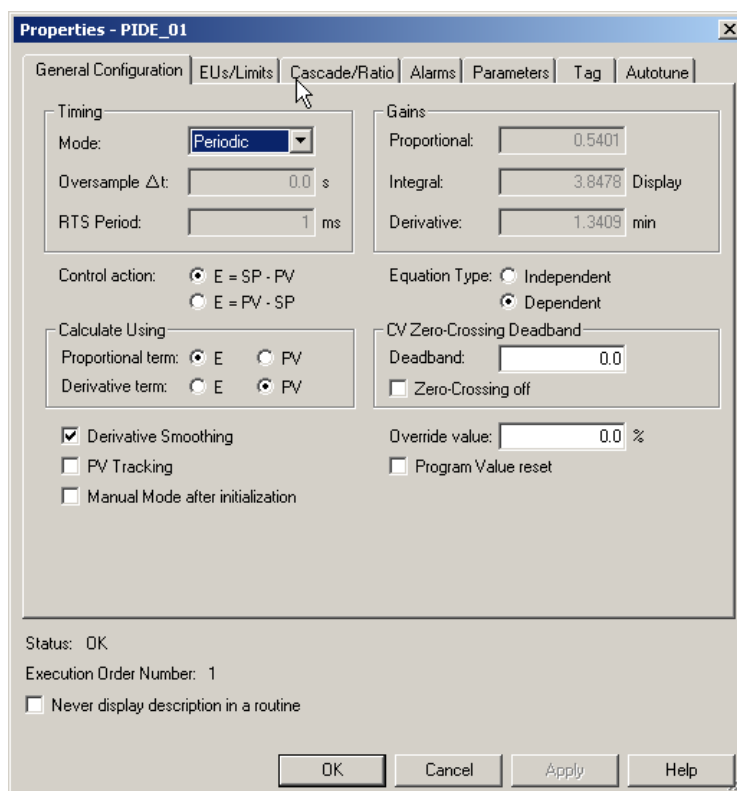 Properties - PIDE_01
General Configuration EUs/Limits Cascade/Ratio Alarms Parameters Tag Autotune
Timing
Mode: Periodic
Oversample Δt: 0.0 s
RTS Period: 1 ms
Gains
Proportional: 0.5401
Integral: 3.8478 Display
Derivative: 1.3409 min
Control action: E = SP - PV
E = PV - SP
Equation Type: Independent
Dependent
Calculate Using
Proportional term: E PV
Derivative term: E PV
CV Zero-Crossing Deadband
Deadband: 0.0
Zero-Crossing off
Derivative Smoothing
PV Tracking
Manual Mode after initialization
Override value: 0.0 %
Program Value reset
Status: OK
Execution Order Number: 1
Never display description in a routine
OK Cancel Apply Help